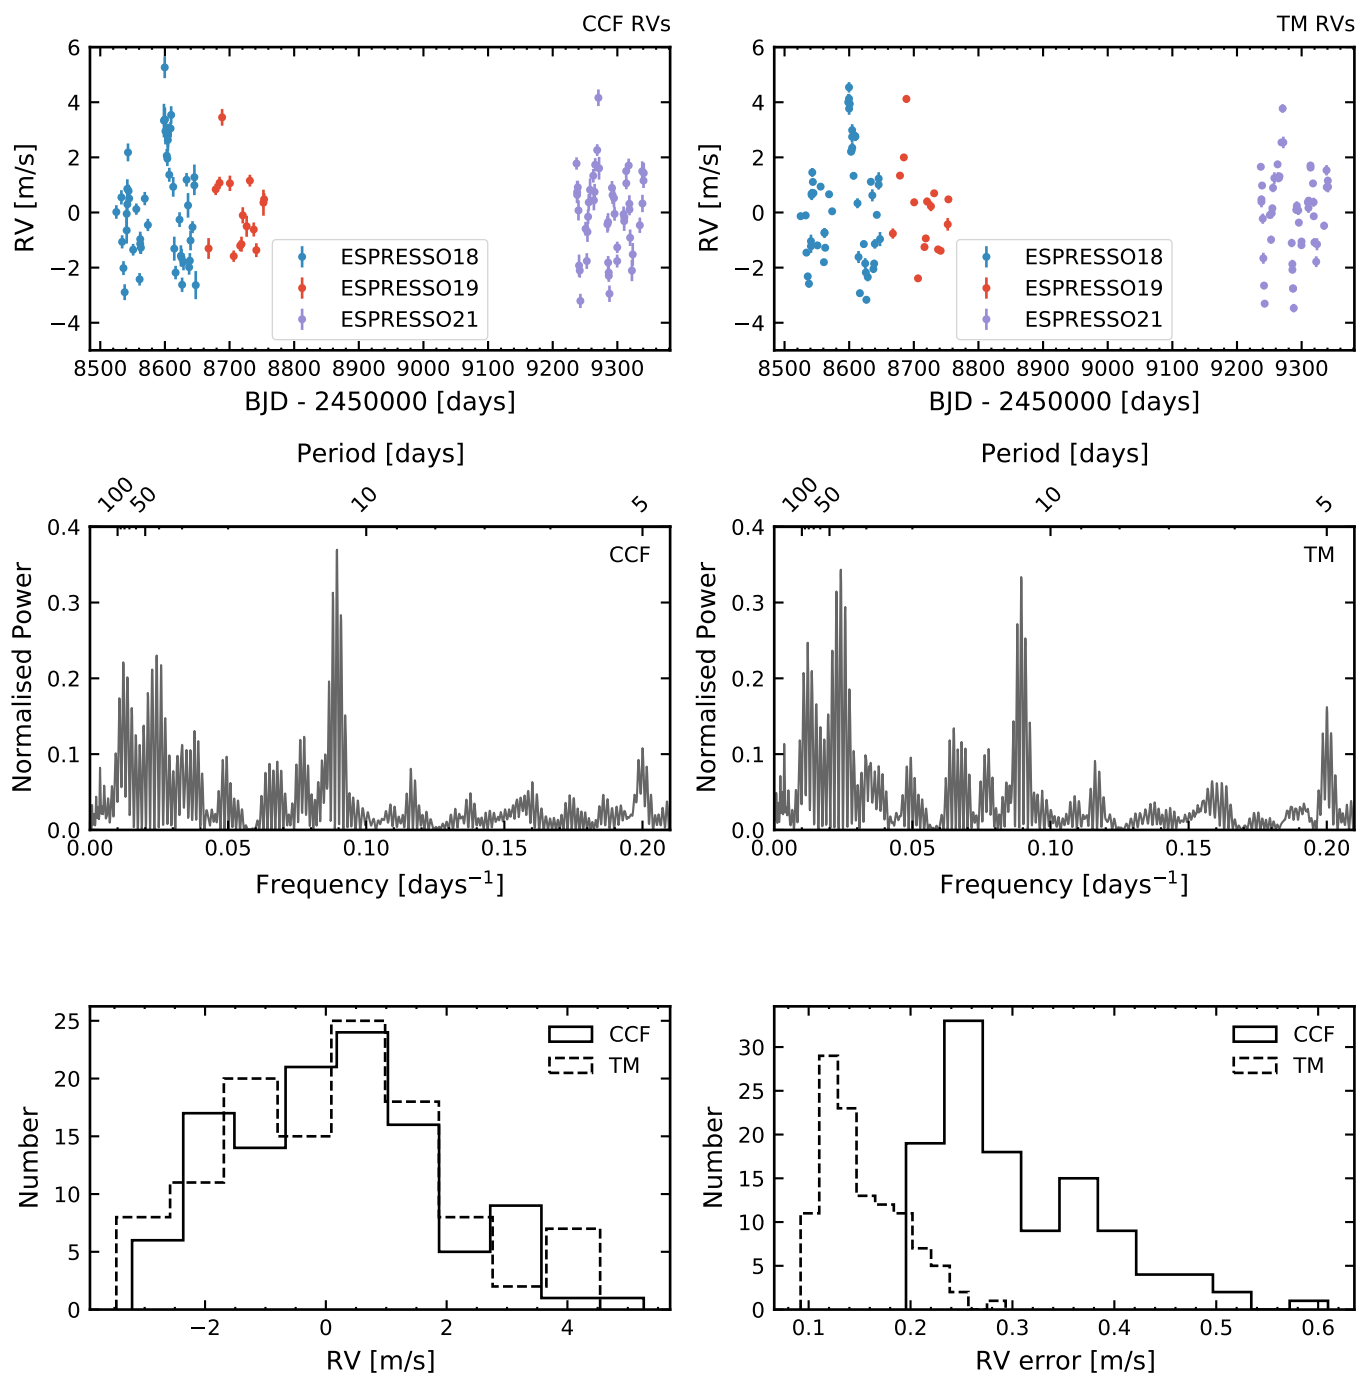 CCF RVs
TM RVs
6
4
2
0
−2
−4
RV [m/s]
ESPRESSO18
ESPRESSO19
ESPRESSO21
8500 8600 8700 8800 8900 9000 9100 9200 9300
BJD - 2450000 [days]
6
4
2
0
−2
−4
RV [m/s]
ESPRESSO18
ESPRESSO19
ESPRESSO21
8500 8600 8700 8800 8900 9000 9100 9200 9300
BJD - 2450000 [days]
Period [days]
100 50 10 5
0.4
0.3
0.2
0.1
0.0
Normalised Power
CCF
0.00 0.05 0.10 0.15 0.20
Frequency [days⁻¹]
Period [days]
100 50 10 5
0.4
0.3
0.2
0.1
0.0
Normalised Power
TM
0.00 0.05 0.10 0.15 0.20
Frequency [days⁻¹]
25
20
15
10
5
0
Number
CCF
TM
−2 0 2 4
RV [m/s]
30
25
20
15
10
5
0
Number
CCF
TM
0.1 0.2 0.3 0.4 0.5 0.6
RV error [m/s]